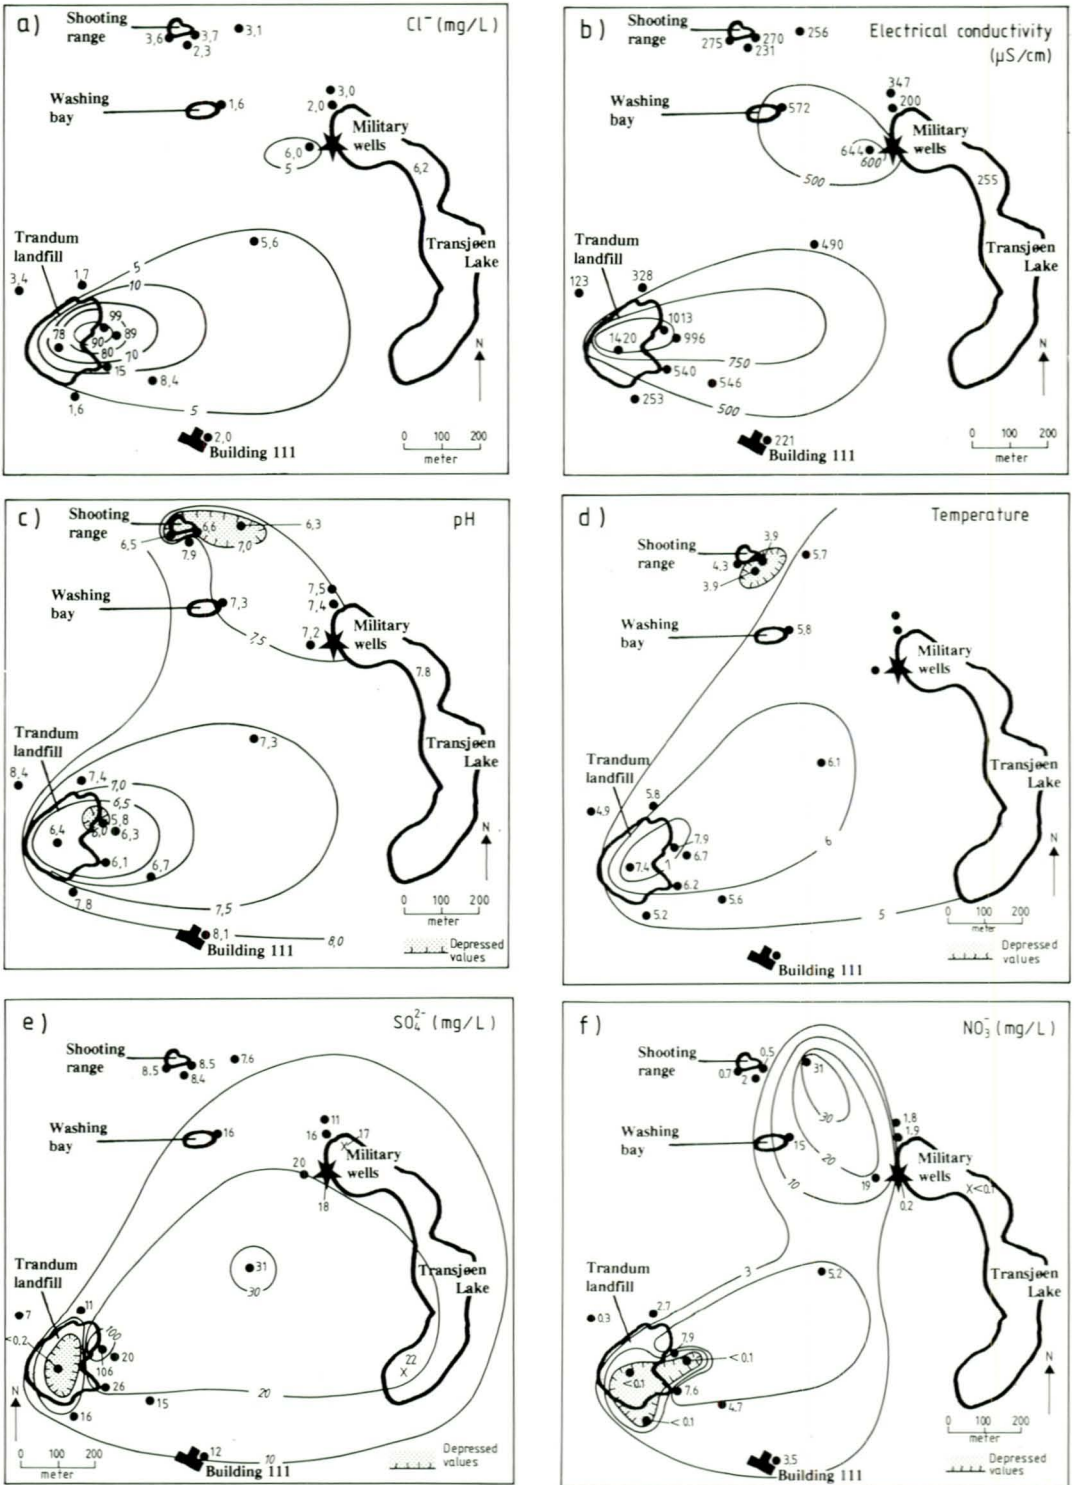 a)
Cl⁻ (mg/L)
Shooting
range
3,6
3,7
2,3
3,1
Washing
bay
1,6
3,0
2,0
Military
wells
6,0
5
6,2
Trandum
landfill
3,4
1,7
5
5,6
Transjøen
Lake
10
99
78
90
89
80
70
15
8,4
1,6
5
N
2,0
Building 111
0 100 200
meter
b)
Electrical conductivity
(µS/cm)
Shooting
range
275
270
231
256
Washing
bay
572
347
200
Military
wells
644
600
500
255
Trandum
landfill
123
328
490
Transjøen
Lake
1013
1420
996
750
540
546
253
500
N
221
Building 111
0 100 200
meter
c)
pH
Shooting
range
6,5
6,6
7,9
7,0
6,3
Washing
bay
7,3
7,5
7,4
Military
wells
7,2
7,5
7.8
Trandum
landfill
8,4
7,4
7,0
6,5
7,3
Transjøen
Lake
5,8
6,0
6,4
6,3
6,1
6,7
7,8
7,5
8,1
8,0
Building 111
N
0 100 200
meter
Depressed
values
d)
Temperature
Shooting
range
3.9
4.3
3.9
5.7
Washing
bay
5.8
Military
wells
Trandum
landfill
4.9
5.8
6.1
Transjøen
Lake
7.9
6.7
7.4
6
6.2
5.6
5.2
5
N
Building 111
0 100 200
meter
Depressed
values
e)
SO₄²⁻ (mg/L)
Shooting
range
8.5
8.5
8,4
7.6
Washing
bay
16
11
16
17
Military
wells
20
18
31
30
Trandum
landfill
7
11
Transjøen
Lake
<0,2
100
20
106
26
22
16
15
20
12
10
Building 111
N
0 100 200
meter
Depressed
values
f)
NO₃⁻ (mg/L)
Shooting
range
0.7
0,5
2
31
30
Washing
bay
15
20
10
1.8
1.9
Military
wells
19
0.2
X<0.1
Trandum
landfill
3
5.2
0.3
2.7
Transjøen
Lake
7.9
<0.1
<0.1
7.6
4.7
<0.1
3.5
Building 111
N
0 100 200
meter
Depressed
values